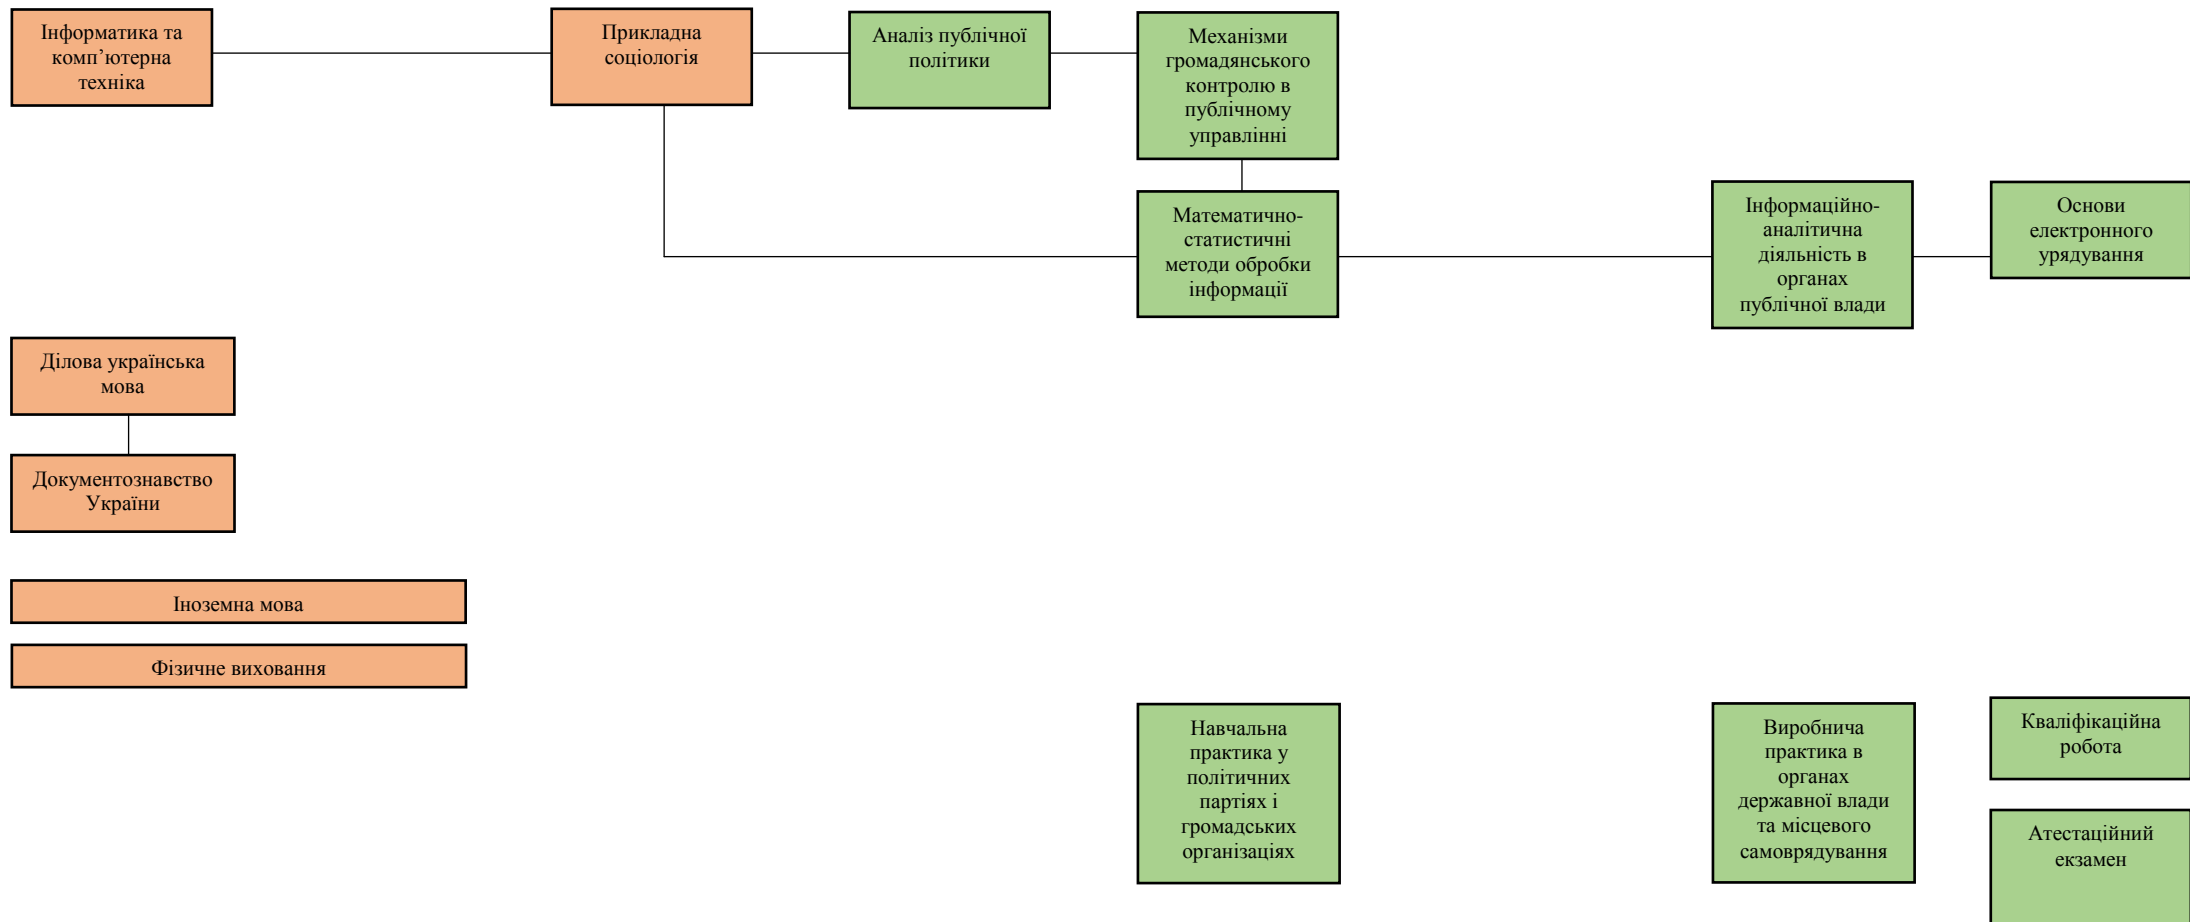 Інформатика та
комп’ютерна
техніка
Прикладна
соціологія
Аналіз публічної
політики
Механізми
громадянського
контролю в
публічному
управлінні
Математично-
статистичні
методи обробки
інформації
Інформаційно-
аналітична
діяльність в
органах
публічної влади
Основи
електронного
урядування
Ділова українська
мова
Документознавство
України
Іноземна мова
Фізичне виховання
Навчальна
практика у
політичних
партіях і
громадських
організаціях
Виробнича
практика в
органах
державної влади
та місцевого
самоврядування
Кваліфікаційна
робота
Атестаційний
екзамен